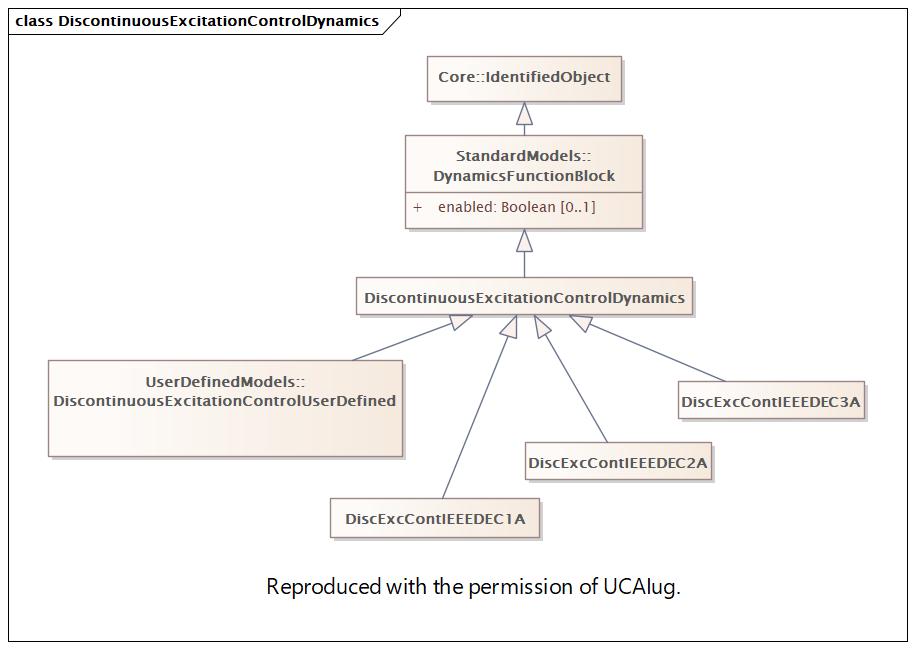 class DiscontinuousExcitationControlDynamics
Core::IdentifiedObject
StandardModels::
DynamicsFunctionBlock
+ enabled: Boolean [0..1]
DiscontinuousExcitationControlDynamics
UserDefinedModels::
DiscontinuousExcitationControlUserDefined
DiscExcContIEEEDEC3A
DiscExcContIEEEDEC2A
DiscExcContIEEEDEC1A
Reproduced with the permission of UCAIug.